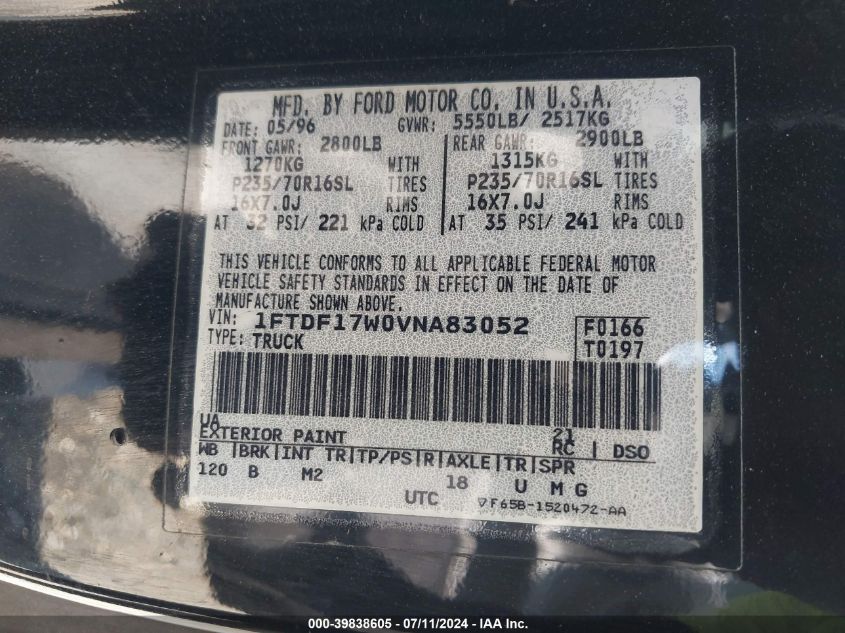 MFD. BY FORD MOTOR CO. IN U.S.A.
DATE: 05/96 GVWR: 5550LB/ 2517KG
FRONT GAWR: 2800LB REAR GAWR: 2900LB
1270KG WITH 1315KG WITH
P235/70R16SL TIRES P235/70R16SL TIRES
16X7.0J RIMS 16X7.0J RIMS
AT 32 PSI/ 221 kPa COLD AT 35 PSI/ 241 kPa COLD
THIS VEHICLE CONFORMS TO ALL APPLICABLE FEDERAL MOTOR
VEHICLE SAFETY STANDARDS IN EFFECT ON THE DATE OF
MANUFACTURE SHOWN ABOVE.
VIN: 1FTDF17W0VNA83052 F0166
TYPE: TRUCK T0197
UA 21
EXTERIOR PAINT RC DSO
WB BRK INT TR TP/PS R AXLE TR SPR
120 B M2 18 U M G
UTC ▽F65B-1520472-AA
000-39838605 - 07/11/2024 - IAA Inc.